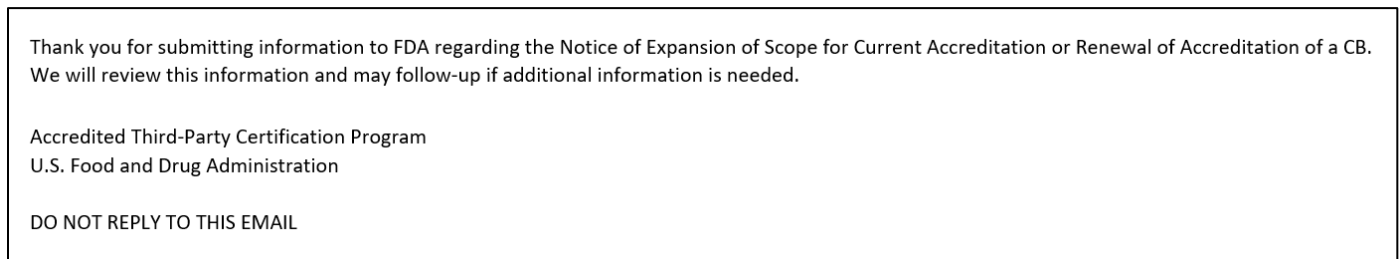 Thank you for submitting information to FDA regarding the Notice of Expansion of Scope for Current Accreditation or Renewal of Accreditation of a CB.
We will review this information and may follow-up if additional information is needed.
Accredited Third-Party Certification Program
U.S. Food and Drug Administration
DO NOT REPLY TO THIS EMAIL